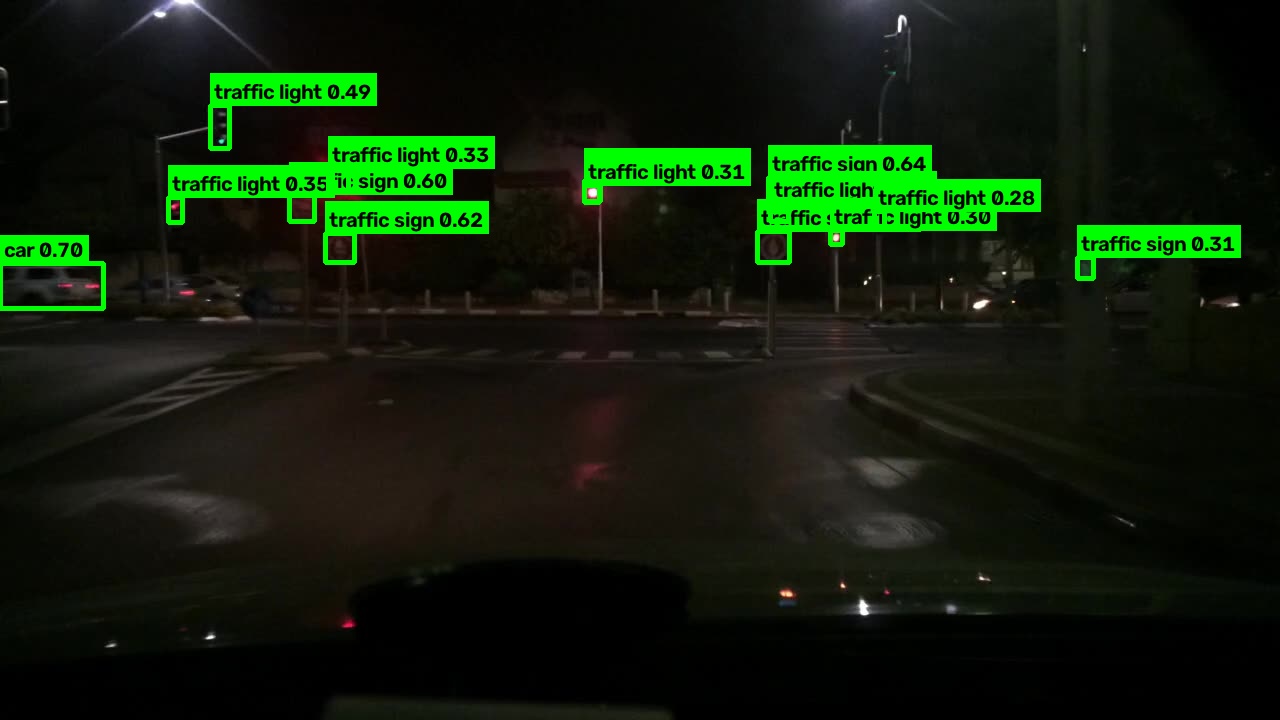 traffic light 0.49
traffic light 0.33
traffic sign 0.64
traffic light 0.31
traffic light 0.35
sign 0.60
traffic light 0.28
traffic sign 0.62
light 0.30
traffic sign 0.31
car 0.70